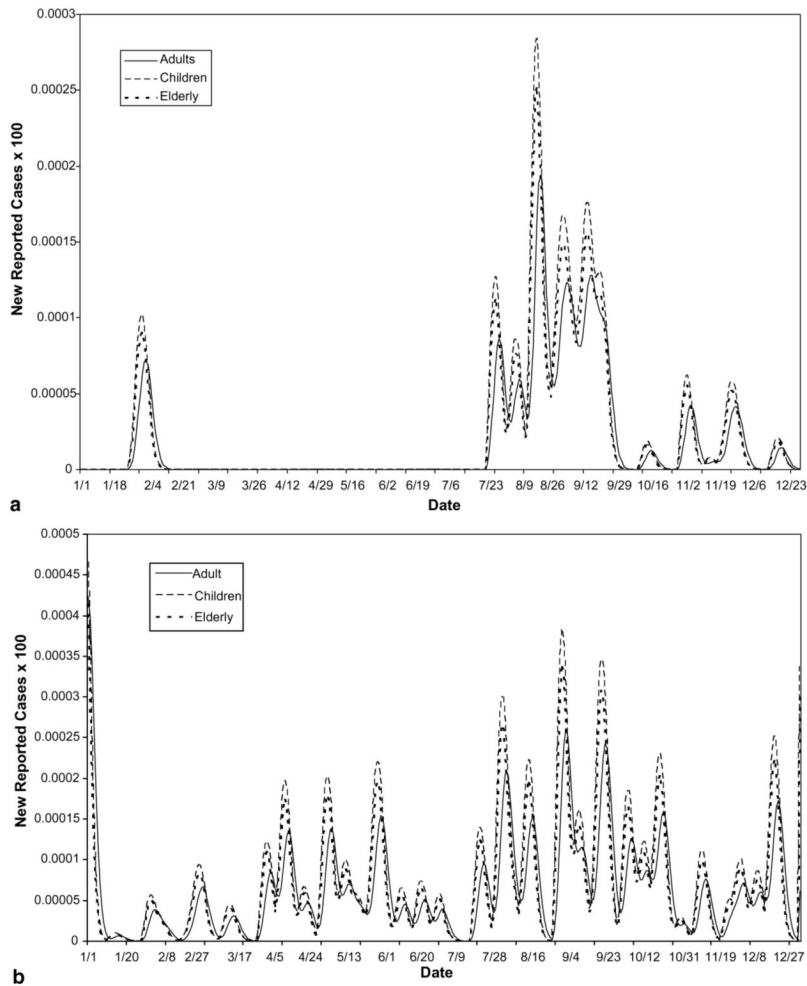 0.0003
0.00025
0.0002
0.00015
0.0001
0.00005
0
New Reported Cases x 100
Adults
Children
Elderly
1/1 1/18 2/4 2/21 3/9 3/26 4/12 4/29 5/16 6/2 6/19 7/6 7/23 8/9 8/26 9/12 9/29 10/16 11/2 11/19 12/6 12/23
Date
a
0.0005
0.00045
0.0004
0.00035
0.0003
0.00025
0.0002
0.00015
0.0001
0.00005
0
New Reported Cases x 100
Adult
Children
Elderly
1/1 1/20 2/8 2/27 3/17 4/5 4/24 5/13 6/1 6/20 7/9 7/28 8/16 9/4 9/23 10/12 10/31 11/19 12/8 12/27
Date
b